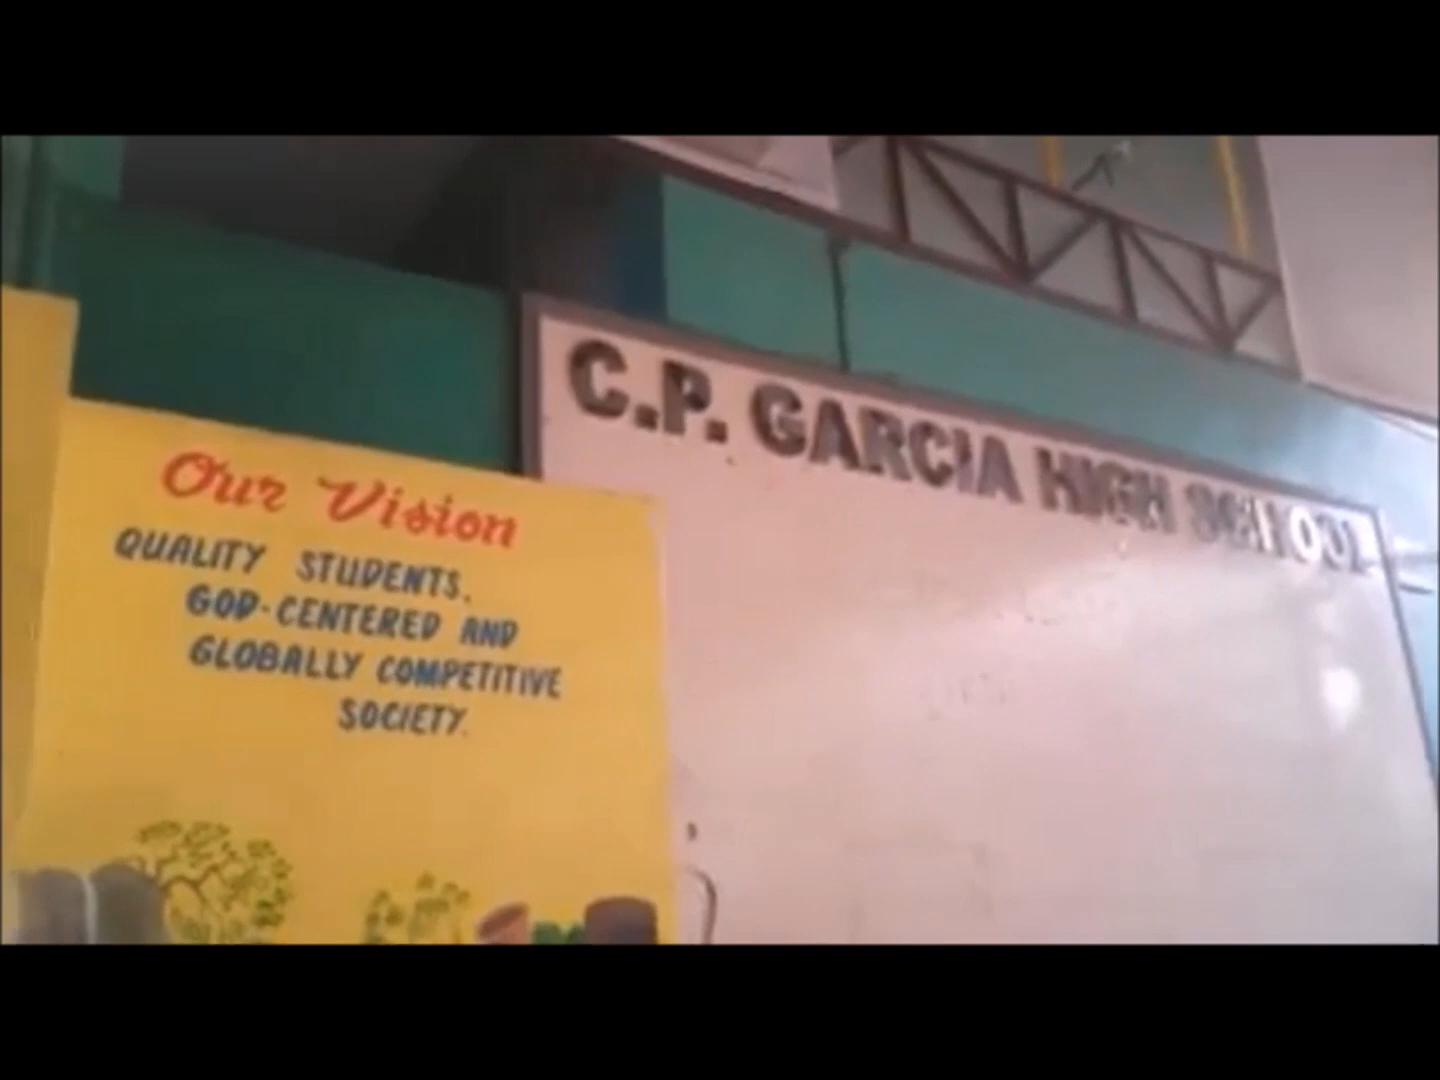 Our Vision
QUALITY STUDENTS.
GOD-CENTERED AND
GLOBALLY COMPETITIVE
SOCIETY.
C.P. GARCIA HIGH SCHOOL